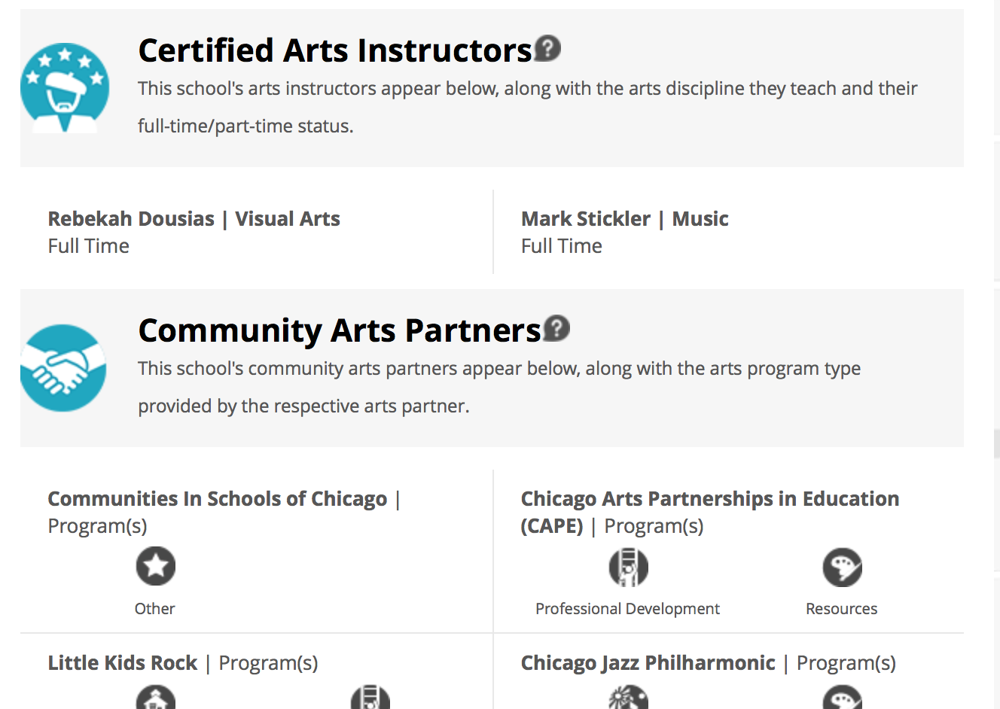 Certified Arts Instructors?
This school's arts instructors appear below, along with the arts discipline they teach and their
full-time/part-time status.
Rebekah Dousias | Visual Arts
Full Time
Mark Stickler | Music
Full Time
Community Arts Partners?
This school's community arts partners appear below, along with the arts program type
provided by the respective arts partner.
Communities In Schools of Chicago |
Program(s)
Other
Chicago Arts Partnerships in Education
(CAPE) | Program(s)
Professional Development
Resources
Little Kids Rock | Program(s)
Chicago Jazz Philharmonic | Program(s)